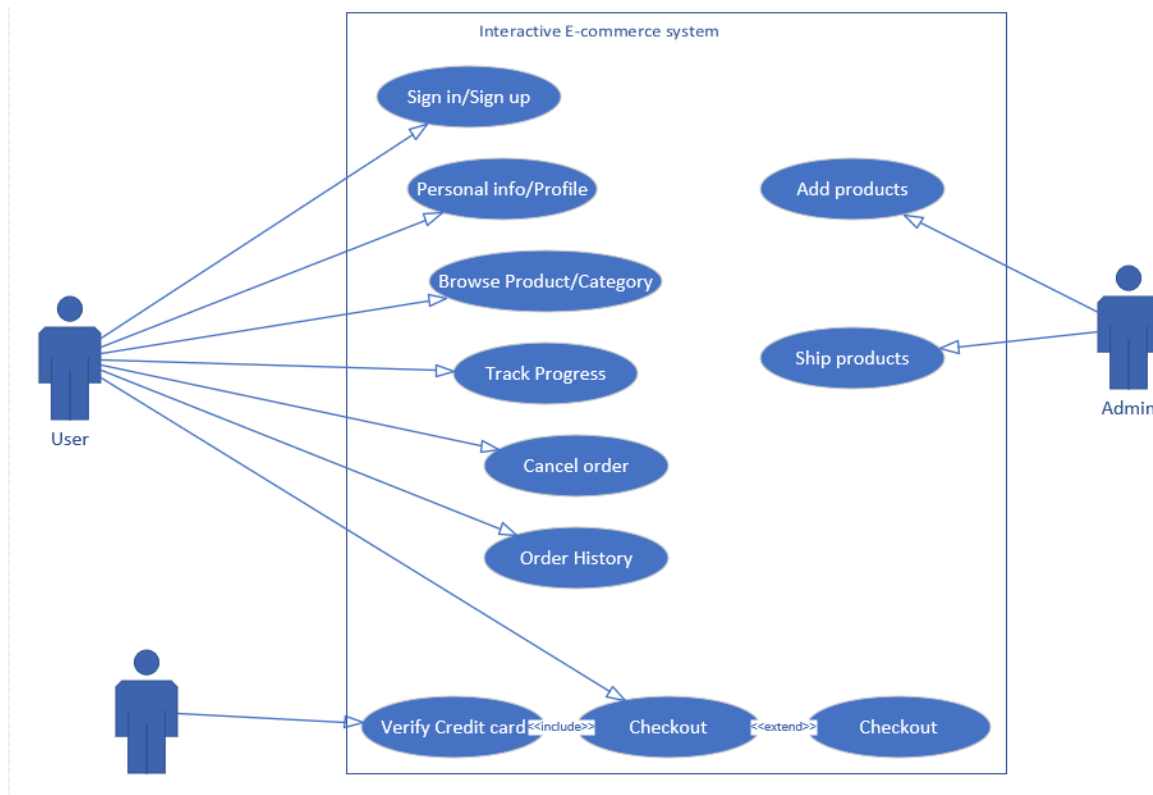 Interactive E-commerce system
Sign in/Sign up
Personal info/Profile
Add products
Browse Product/Category
Ship products
Track Progress
Admin
User
Cancel order
Order History
Verify Credit card
<<include>>
Checkout
<<extend>>
Checkout